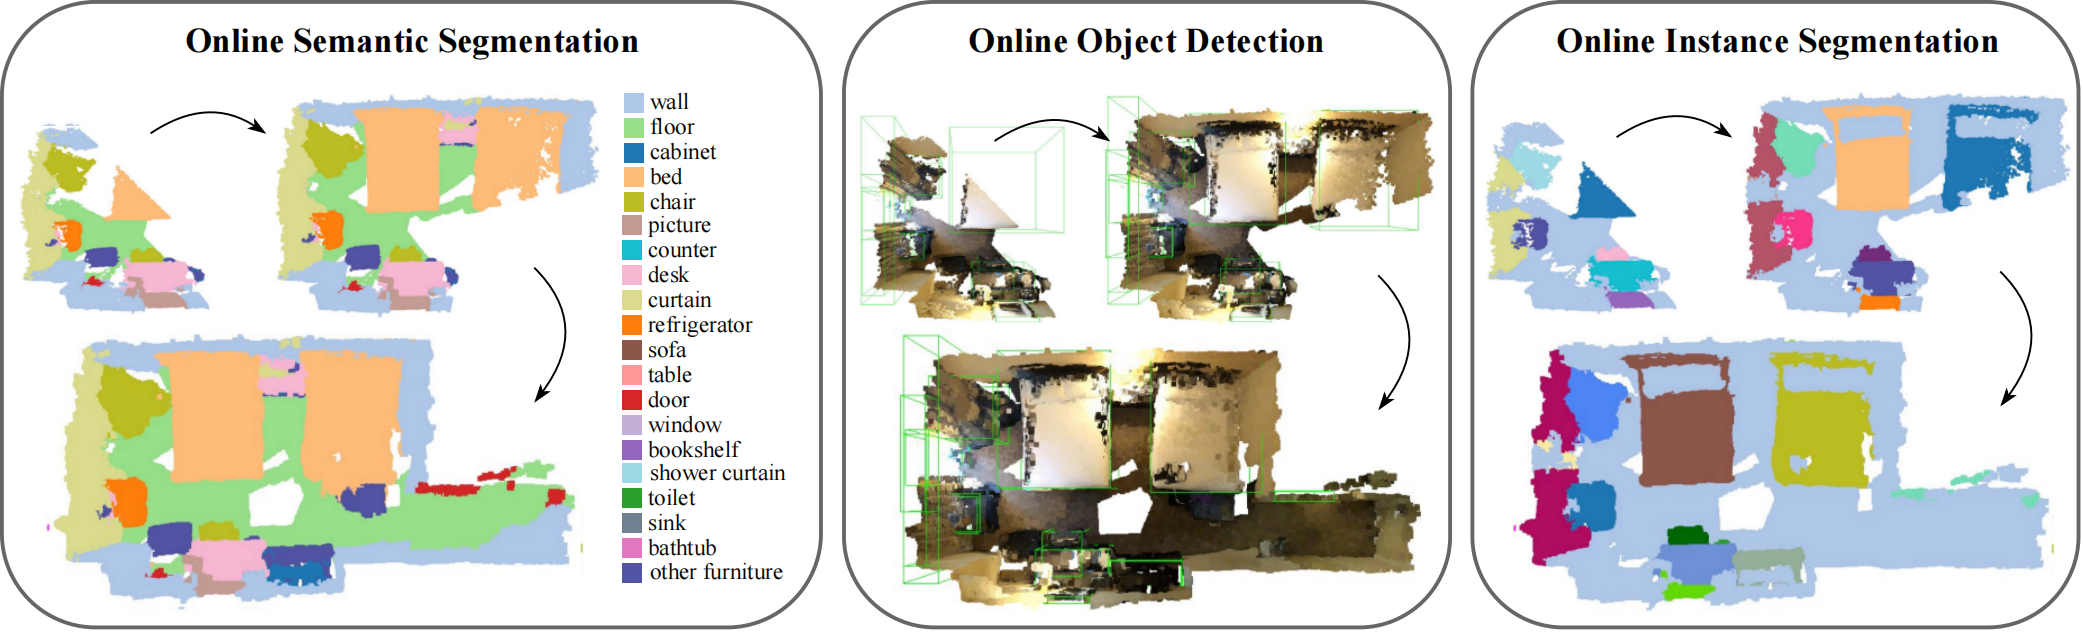 Online Semantic Segmentation
wall
floor
cabinet
bed
chair
picture
counter
desk
curtain
refrigerator
sofa
table
door
window
bookshelf
shower curtain
toilet
sink
bathtub
other furniture
Online Object Detection
Online Instance Segmentation